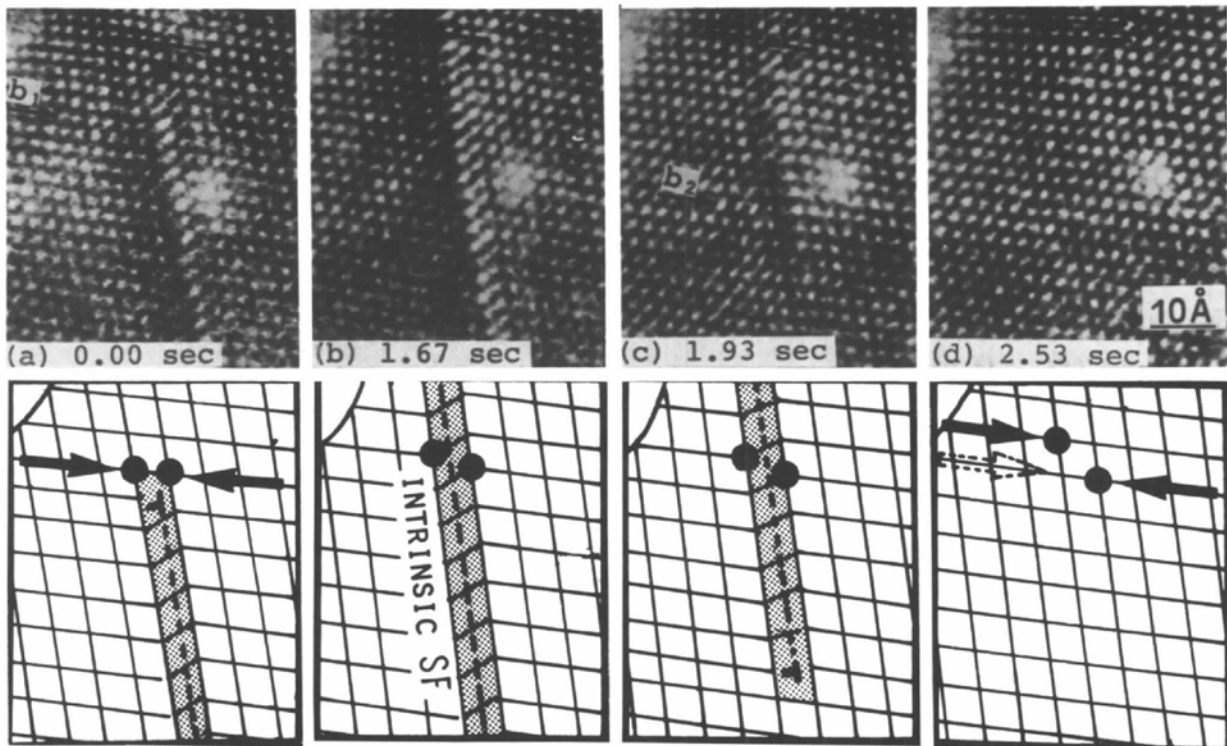 b₁
b₂
(a) 0.00 sec
(b) 1.67 sec
(c) 1.93 sec
(d) 2.53 sec
10Å
INTRINSIC SF